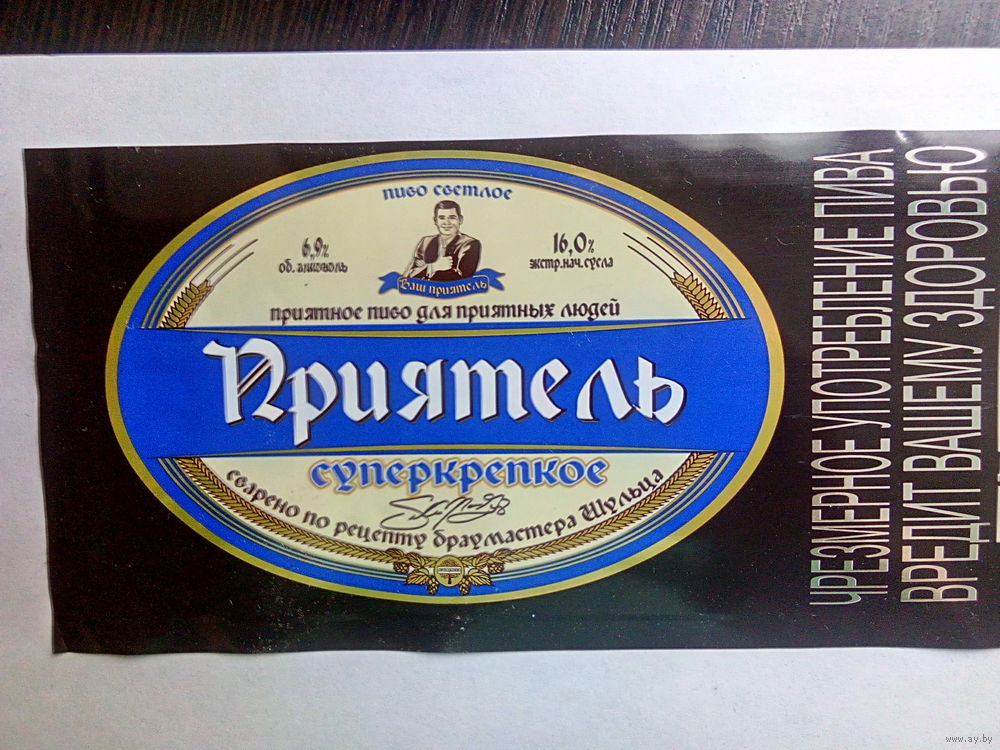 пиво светлое
6,9%
об. алкоголь
16,0%
экстр.нач.сусла
Ваш приятель
приятное пиво для приятных людей
Приятель
суперкрепкое
сварено по рецепту браумастера Шульца
ЧРЕЗМЕРНОЕ УПОТРЕБЛЕНИЕ ПИВА
ВРЕДИТ ВАШЕМУ ЗДОРОВЬЮ
www.ay.by